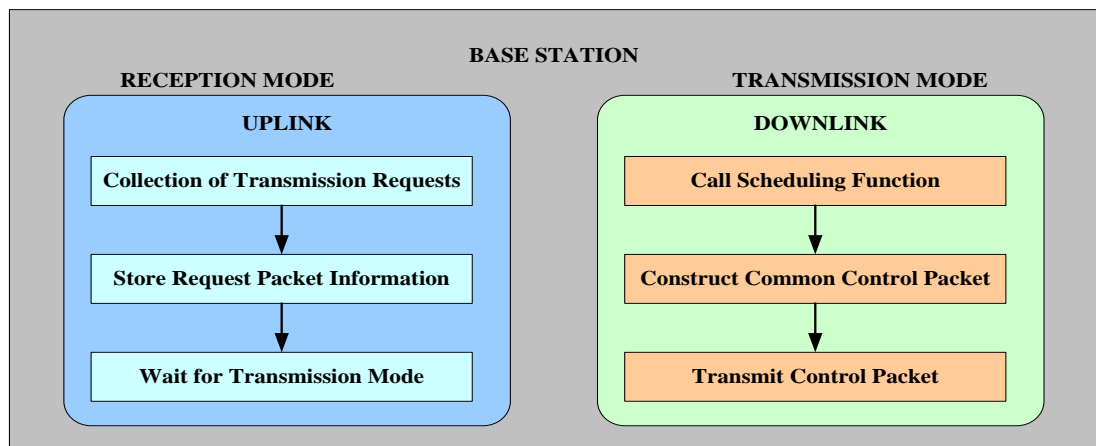 BASE STATION
RECEPTION MODE
UPLINK
Collection of Transmission Requests
Store Request Packet Information
Wait for Transmission Mode
TRANSMISSION MODE
DOWNLINK
Call Scheduling Function
Construct Common Control Packet
Transmit Control Packet